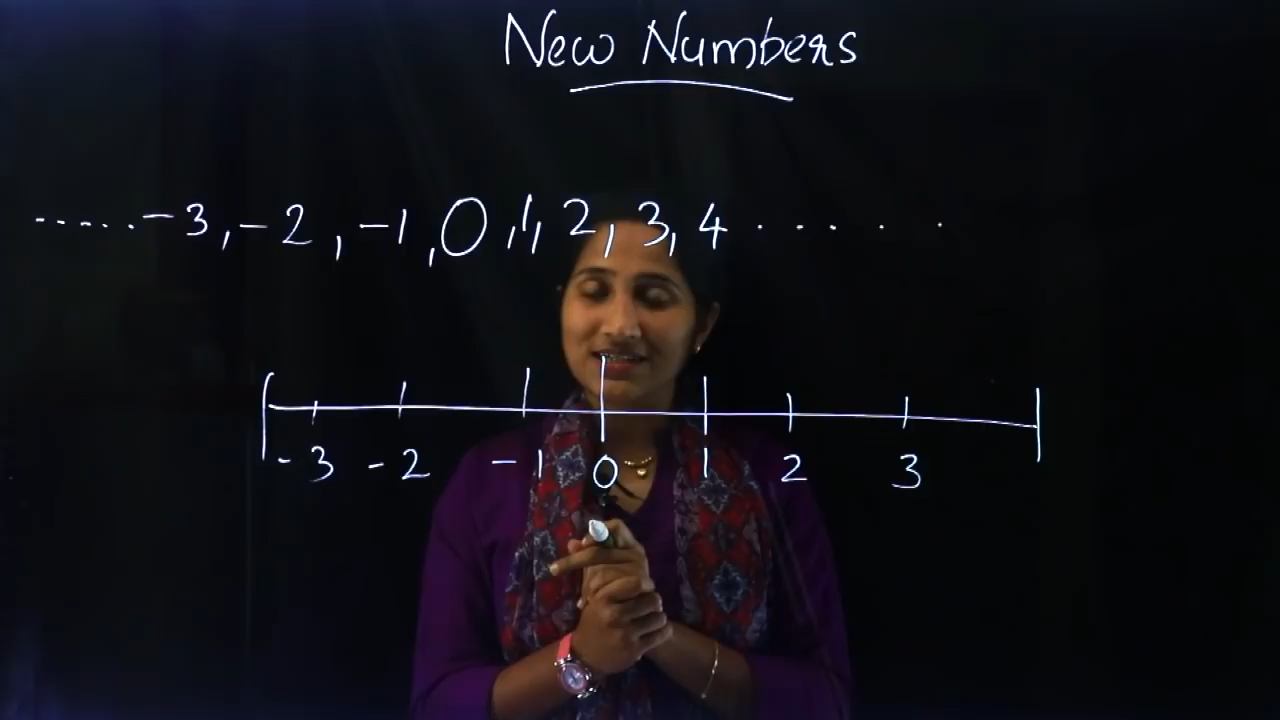 New Numbers
.....-3, -2, -1, 0, 1, 2, 3, 4 .....
-3 -2 -1 0 1 2 3